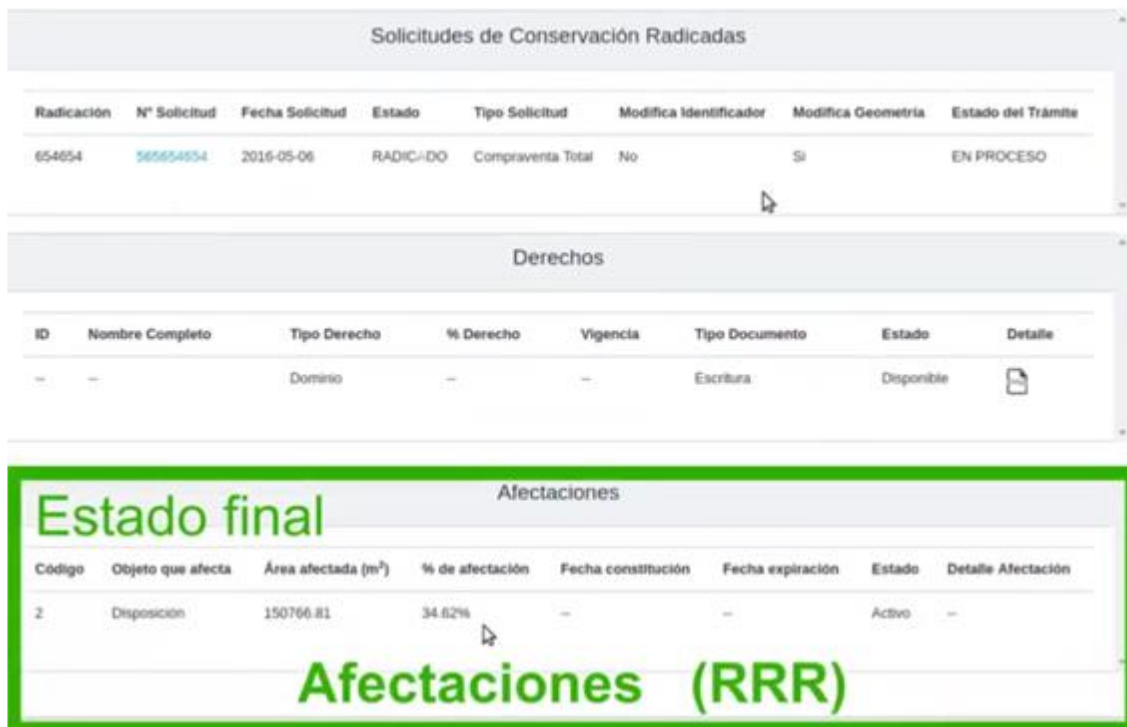 Solicitudes de Conservación Radicadas
Radicación N° Solicitud Fecha Solicitud Estado Tipo Solicitud Modifica Identificador Modifica Geometría Estado del Trámite
654654 565654654 2016-05-06 RADICADO Compraventa Total No Si EN PROCESO
Derechos
ID Nombre Completo Tipo Derecho % Derecho Vigencia Tipo Documento Estado Detalle
-- -- Dominio -- -- Escritura Disponible
Afectaciones
Estado final
Código Objeto que afecta Área afectada (m²) % de afectación Fecha constitución Fecha expiración Estado Detalle Afectación
2 Disposición 150766.81 34.62% -- -- Activo --
Afectaciones (RRR)